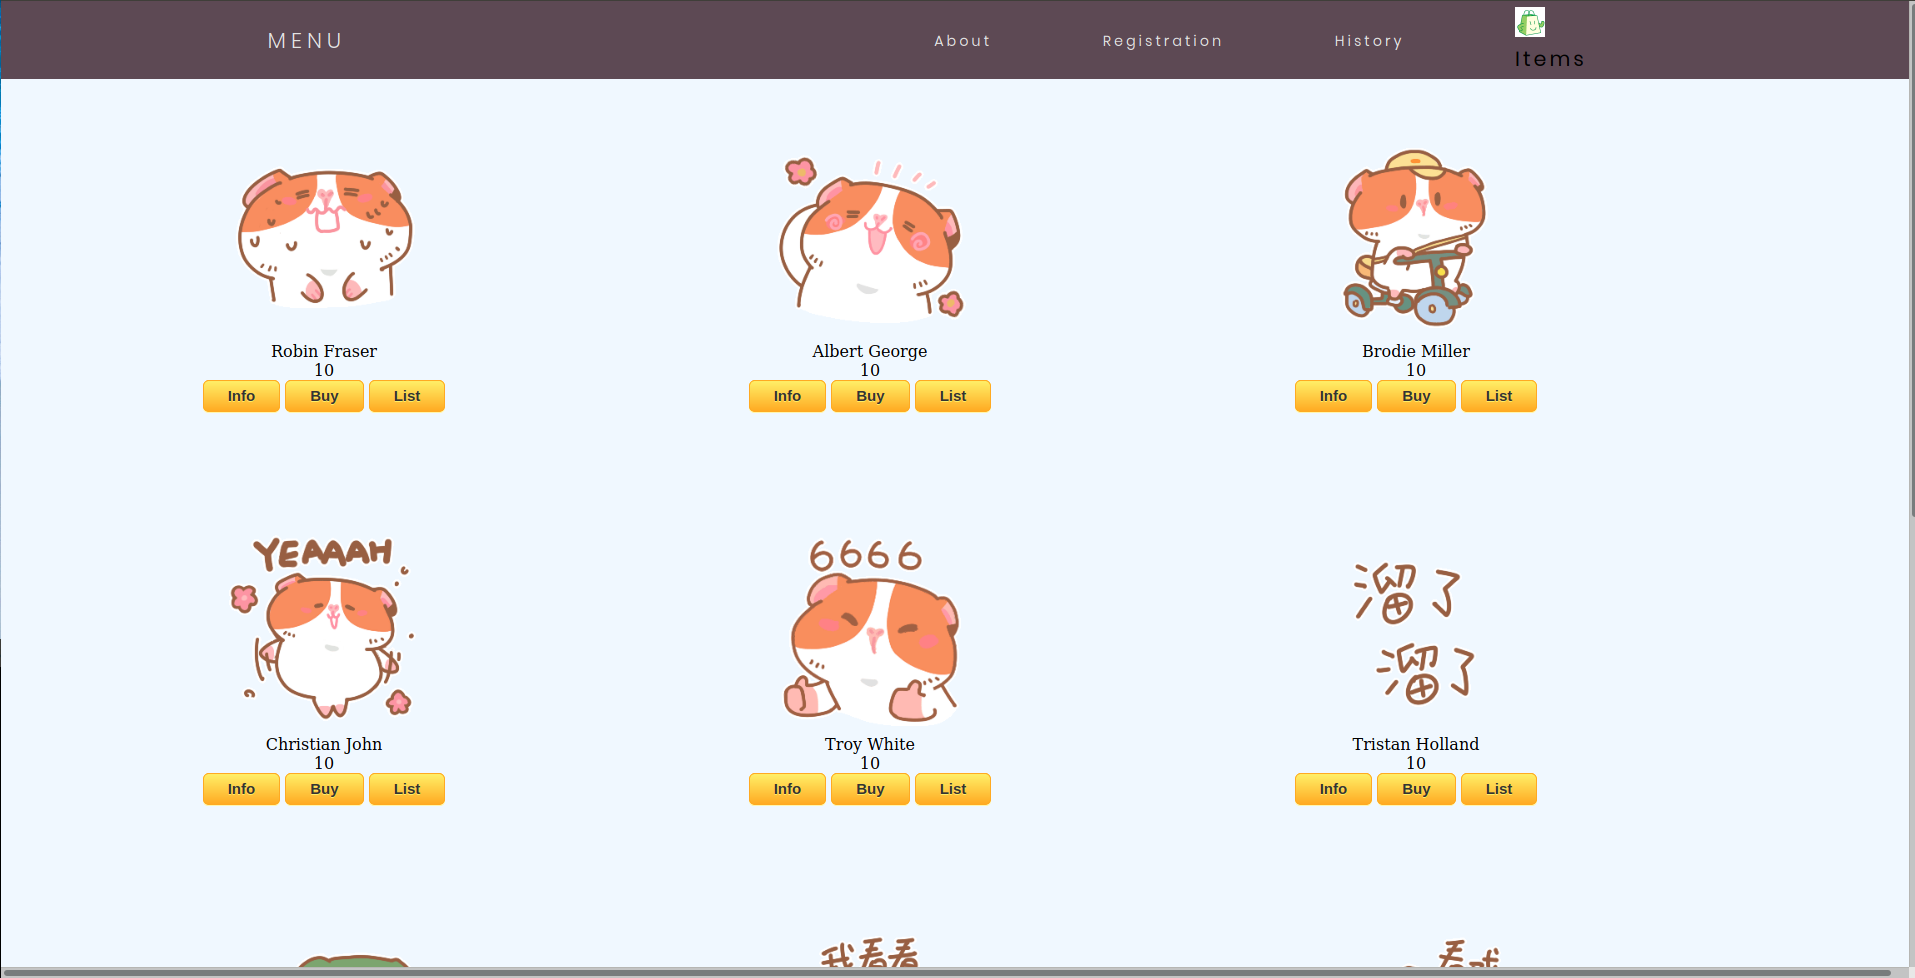 MENU
About
Registration
History
Items
Robin Fraser
10
Info
Buy
List
Albert George
10
Info
Buy
List
Brodie Miller
10
Info
Buy
List
YEAAAH
Christian John
10
Info
Buy
List
6666
Troy White
10
Info
Buy
List
溜了
溜了
Tristan Holland
10
Info
Buy
List
我看看